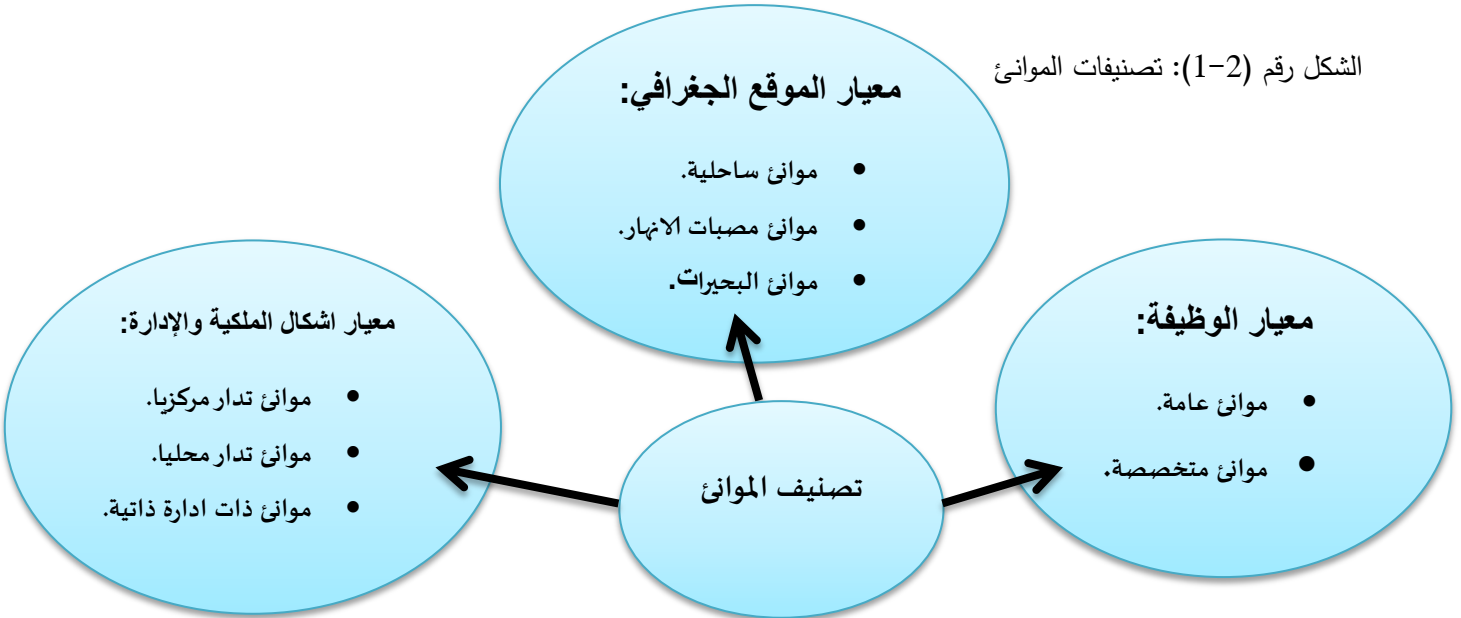 الشكل رقم (2-1): تصنيفات الموانئ
معيار الموقع الجغرافي:
• موانئ ساحلية.
• موانئ مصبات الانهار.
• موانئ البحيرات.
معيار الوظيفة:
• موانئ عامة.
• موانئ متخصصة.
معيار اشكال الملكية والإدارة:
• موانئ تدار مركزيا.
• موانئ تدار محليا.
• موانئ ذات ادارة ذاتية.
تصنيف الموانئ